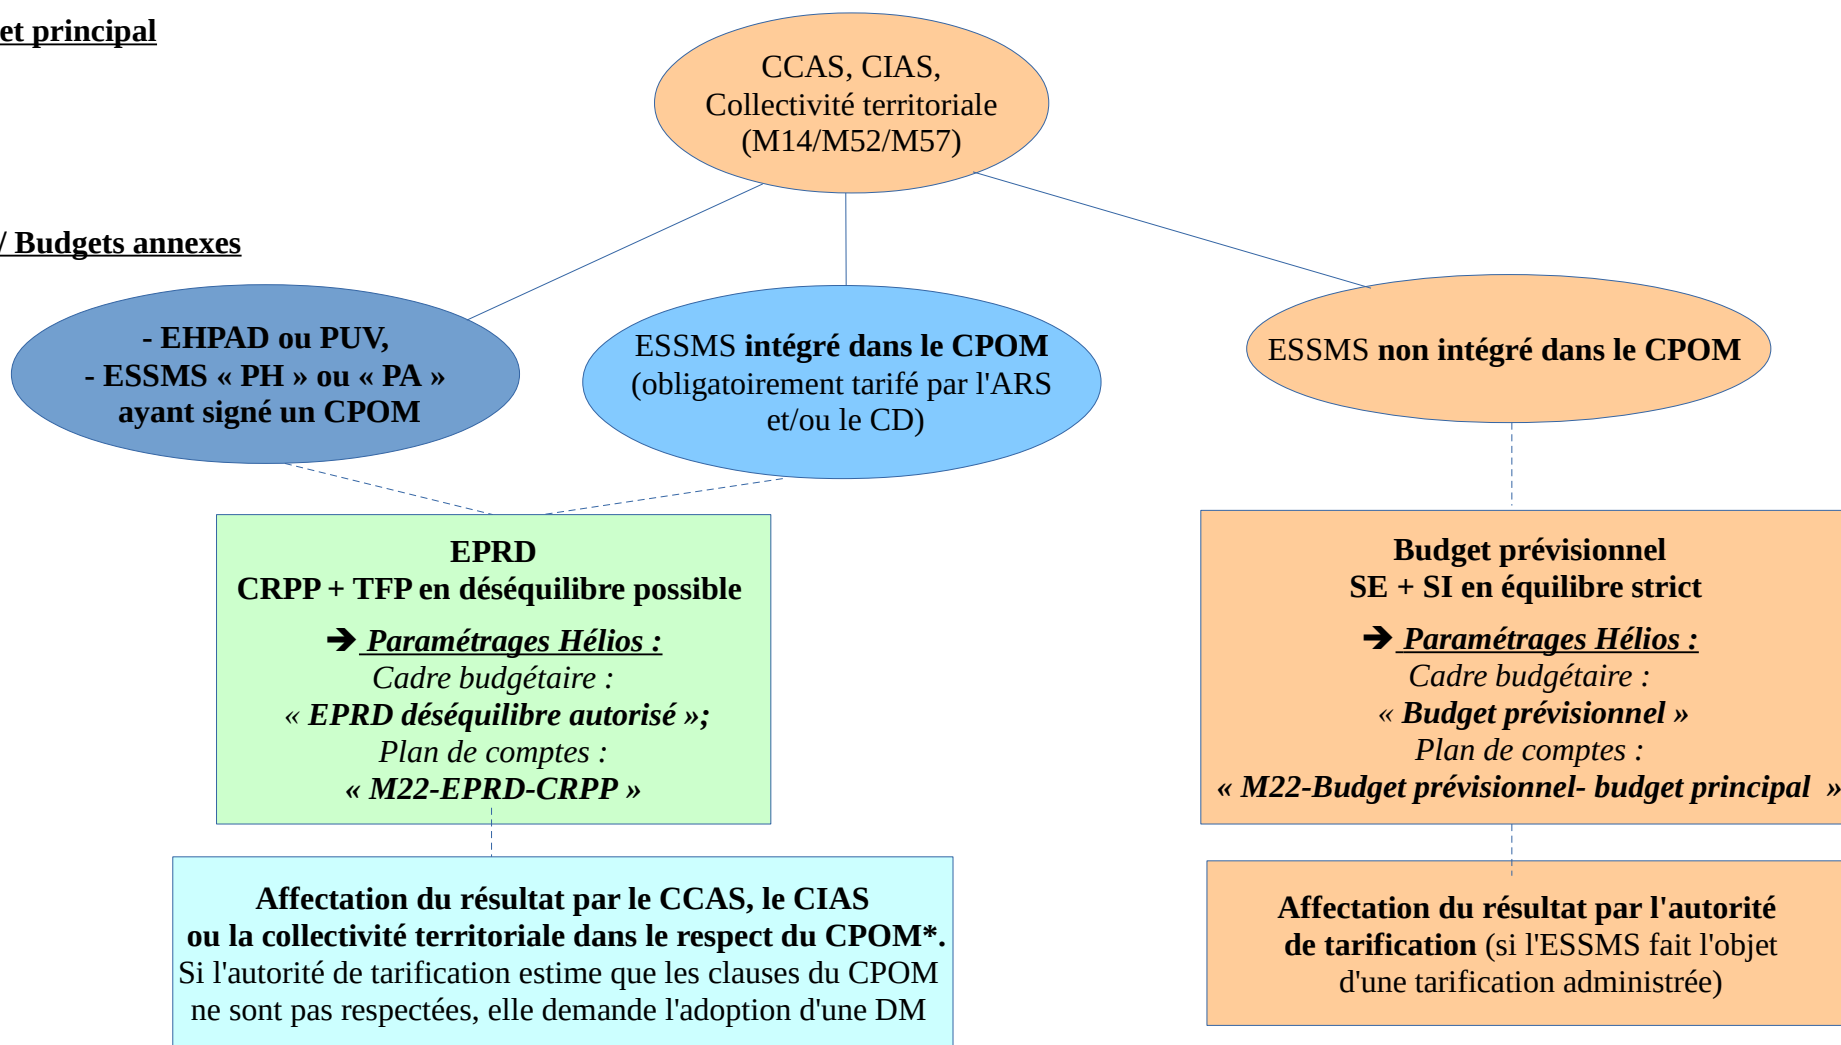 et principal
CCAS, CIAS,
Collectivité territoriale
(M14/M52/M57)
/ Budgets annexes
- EHPAD ou PUV,
- ESSMS « PH » ou « PA »
ayant signé un CPOM
ESSMS intégré dans le CPOM
(obligatoirement tarifé par l'ARS
et/ou le CD)
ESSMS non intégré dans le CPOM
EPRD
CRPP + TFP en déséquilibre possible
➔ Paramétrages Hélios :
Cadre budgétaire :
« EPRD déséquilibre autorisé »;
Plan de comptes :
« M22-EPRD-CRPP »
Budget prévisionnel
SE + SI en équilibre strict
➔ Paramétrages Hélios :
Cadre budgétaire :
« Budget prévisionnel »
Plan de comptes :
« M22-Budget prévisionnel- budget principal »
Affectation du résultat par le CCAS, le CIAS
ou la collectivité territoriale dans le respect du CPOM*.
Si l'autorité de tarification estime que les clauses du CPOM
ne sont pas respectées, elle demande l'adoption d'une DM
Affectation du résultat par l'autorité
de tarification (si l'ESSMS fait l'objet
d'une tarification administrée)